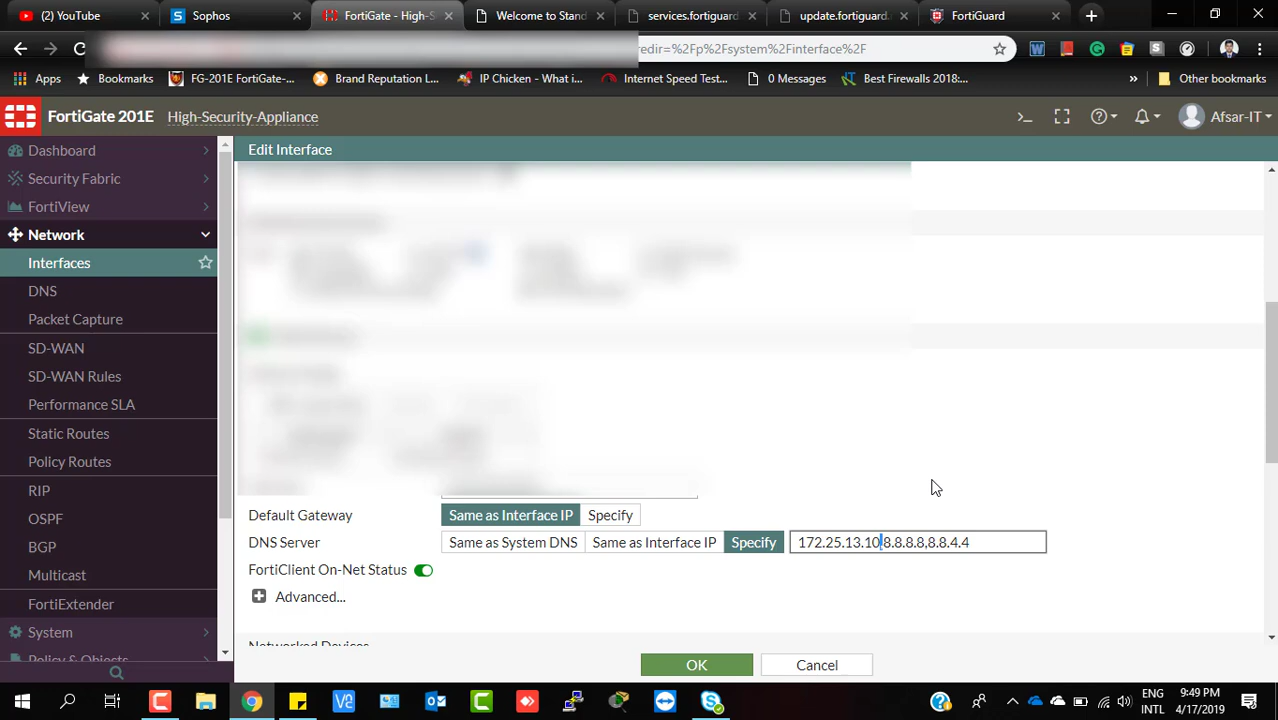 YouTube
Sophos
FortiGate - High-S
Welcome to Stand
services.fortiguard
update.fortiguard.
FortiGuard
edir=%2Fp%2Fsystem%2Finterface%2F
Apps
Bookmarks
FG-201E FortiGate-...
Brand Reputation L...
IP Chicken - What i...
Internet Speed Test...
0 Messages
Best Firewalls 2018:...
»
Other bookmarks
FortiGate 201E
High-Security-Appliance
Afsar-IT
Dashboard
Security Fabric
FortiView
Network
Interfaces
DNS
Packet Capture
SD-WAN
SD-WAN Rules
Performance SLA
Static Routes
Policy Routes
RIP
OSPF
BGP
Multicast
FortiExtender
System
Policy & Objects
Edit Interface
Default Gateway
Same as Interface IP
Specify
DNS Server
Same as System DNS
Same as Interface IP
Specify
172.25.13.10,8.8.8.8,8.8.4.4
FortiClient On-Net Status
Advanced...
Networked Devices
OK
Cancel
ENG
INTL
9:49 PM
4/17/2019